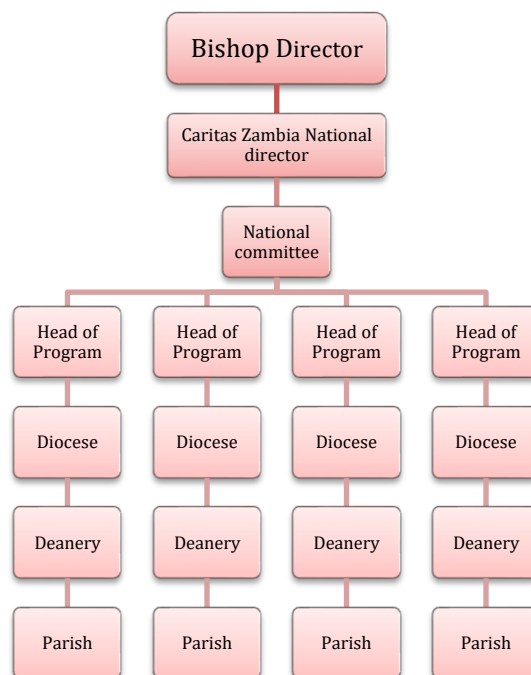 Bishop Director
Caritas Zambia National
director
National
committee
Head of
Program
Head of
Program
Head of
Program
Head of
Program
Diocese
Diocese
Diocese
Diocese
Deanery
Deanery
Deanery
Deanery
Parish
Parish
Parish
Parish